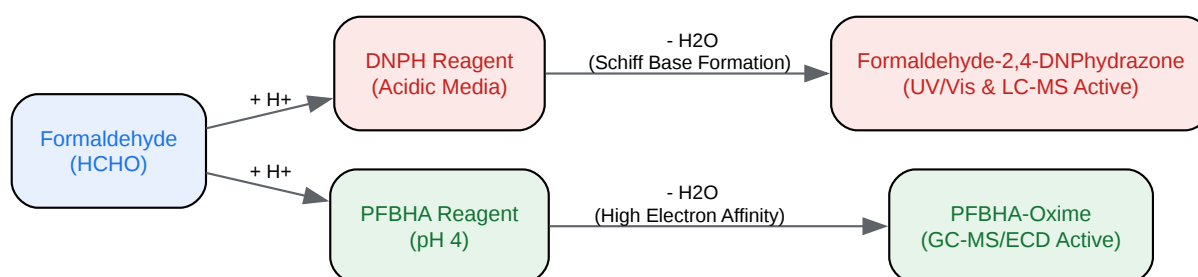 Formaldehyde
(HCHO)
+ H+
DNPH Reagent
(Acidic Media)
- H2O
(Schiff Base Formation)
Formaldehyde-2,4-DNPhydrazone
(UV/Vis & LC-MS Active)
+ H+
PFBHA Reagent
(pH 4)
- H2O
(High Electron Affinity)
PFBHA-Oxime
(GC-MS/ECD Active)